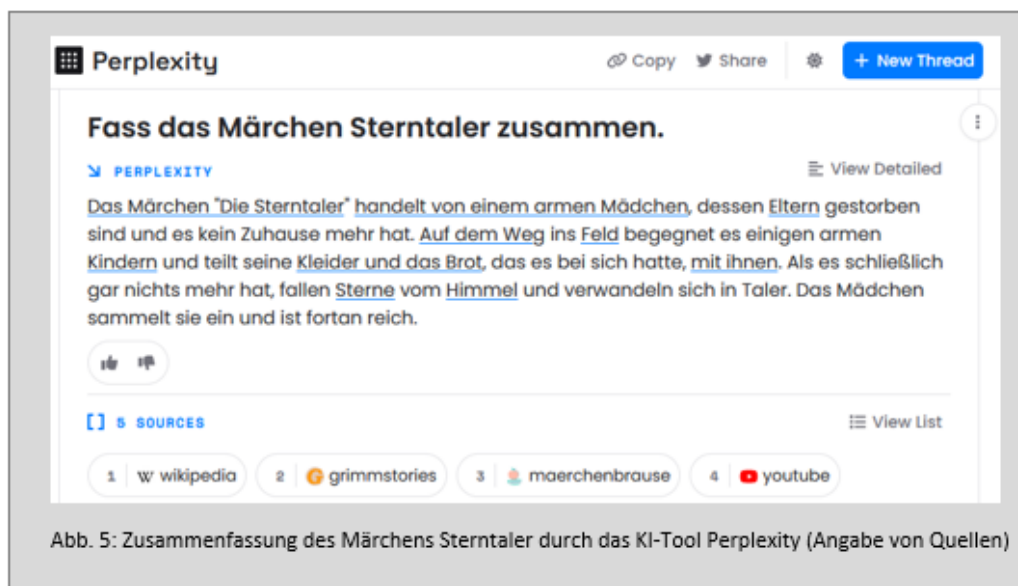 Perplexity Copy Share + New Thread
Fass das Märchen Sterntaler zusammen.
PERPLEXITY View Detailed
Das Märchen "Die Sterntaler" handelt von einem armen Mädchen, dessen Eltern gestorben
sind und es kein Zuhause mehr hat. Auf dem Weg ins Feld begegnet es einigen armen
Kindern und teilt seine Kleider und das Brot, das es bei sich hatte, mit ihnen. Als es schließlich
gar nichts mehr hat, fallen Sterne vom Himmel und verwandeln sich in Taler. Das Mädchen
sammelt sie ein und ist fortan reich.
5 SOURCES View List
1 W wikipedia 2 G grimmstories 3 maerchenbrause 4 youtube
Abb. 5: Zusammenfassung des Märchens Sterntaler durch das KI-Tool Perplexity (Angabe von Quellen)